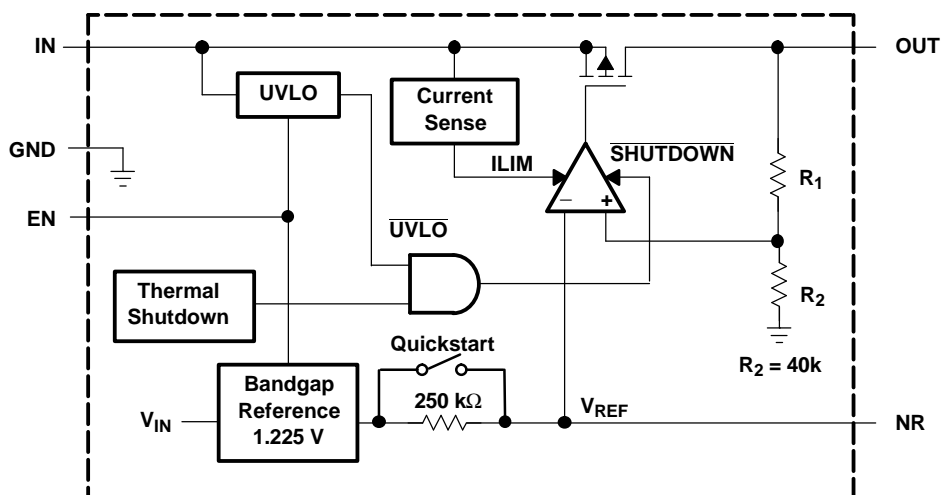 IN
OUT
UVLO
Current
Sense
GND
SHUTDOWN
ILIM
R1
EN
UVLO
Thermal
Shutdown
R2
Quickstart
R2 = 40k
Bandgap
Reference
1.225 V
250 kΩ
VIN
VREF
NR
− +